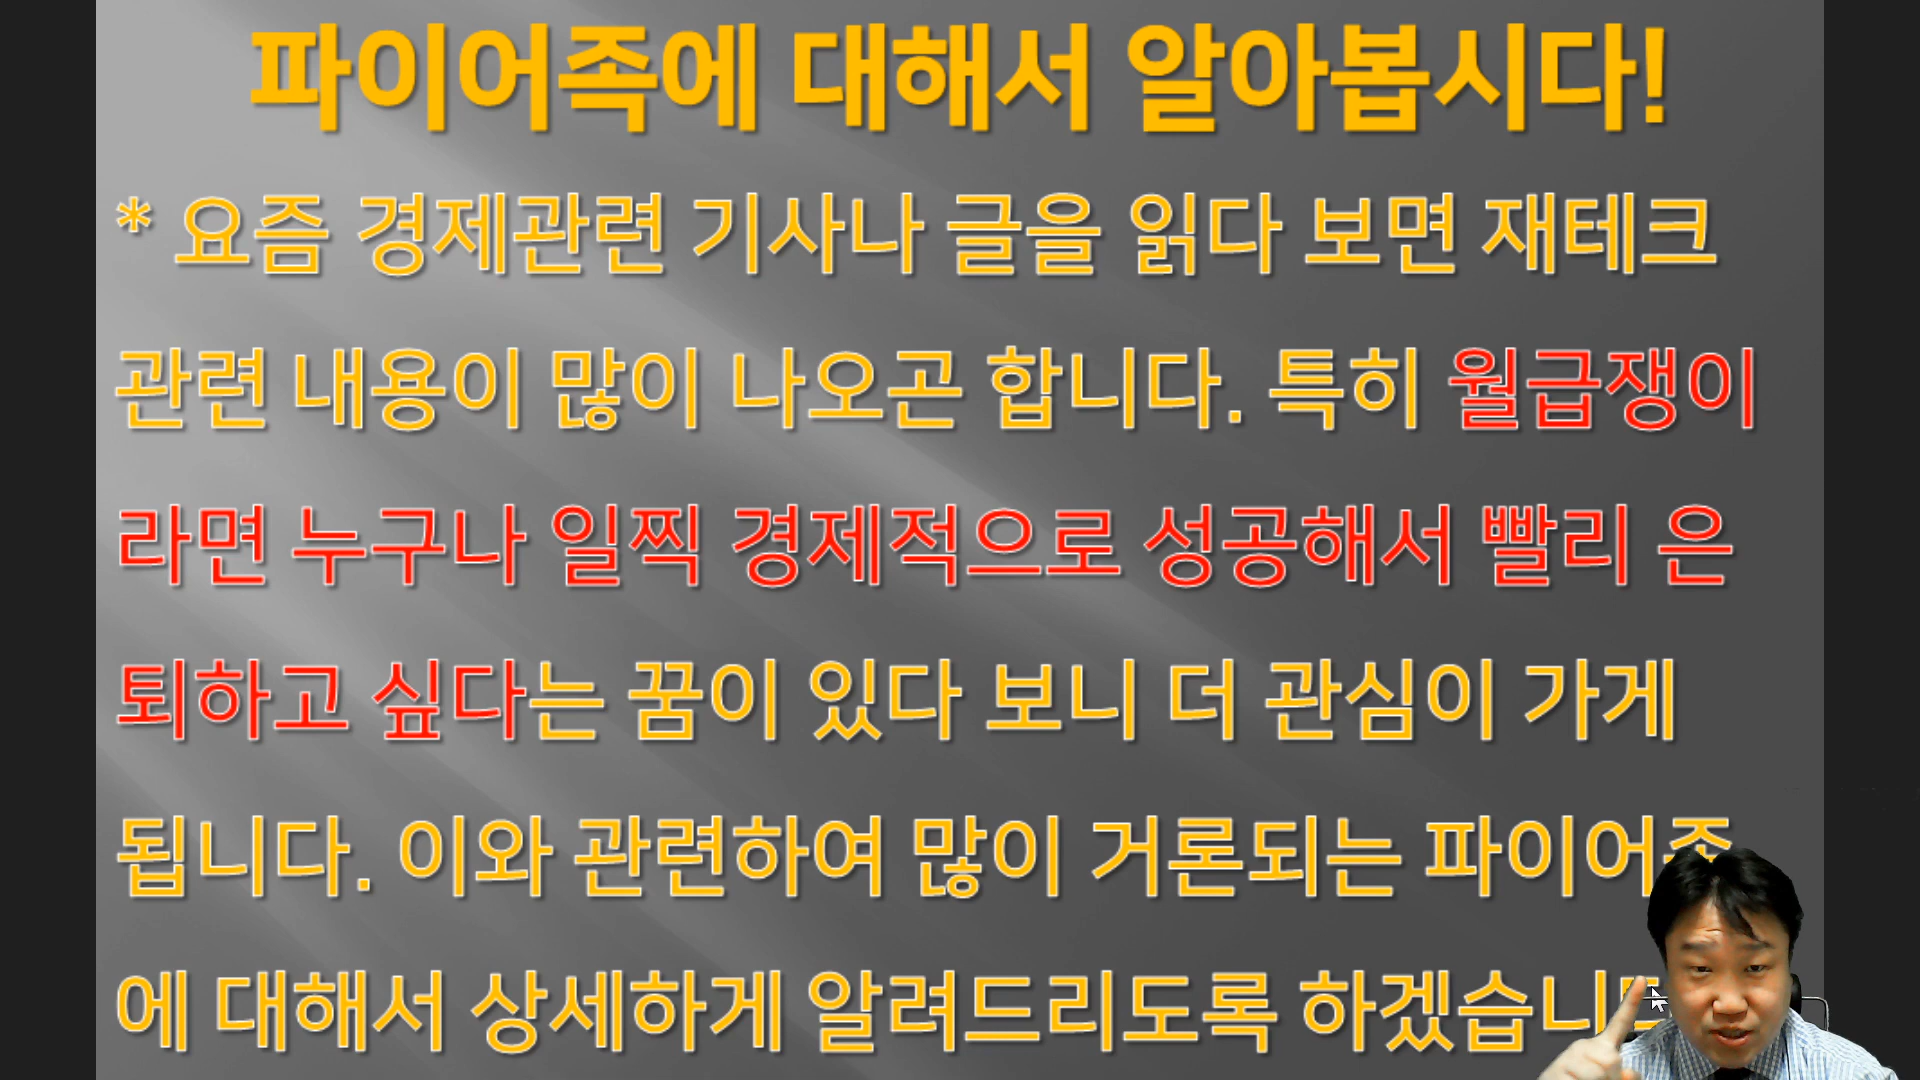 파이어족에 대해서 알아봅시다!
* 요즘 경제관련 기사나 글을 읽다 보면 재테크
관련 내용이 많이 나오곤 합니다. 특히 월급쟁이
라면 누구나 일찍 경제적으로 성공해서 빨리 은
퇴하고 싶다는 꿈이 있다 보니 더 관심이 가게
됩니다. 이와 관련하여 많이 거론되는 파이어족
에 대해서 상세하게 알려드리도록 하겠습니다